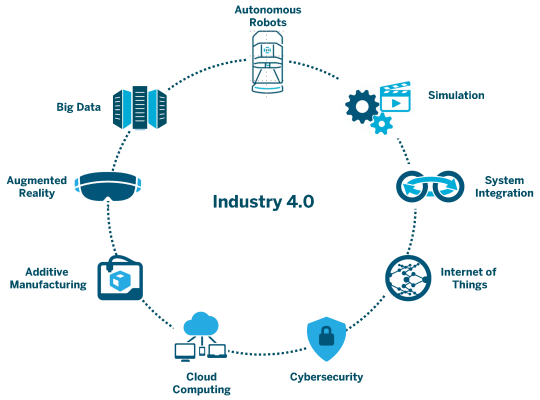 Autonomous
Robots
Simulation
System
Integration
Internet of
Things
Cybersecurity
Cloud
Computing
Additive
Manufacturing
Augmented
Reality
Big Data
Industry 4.0